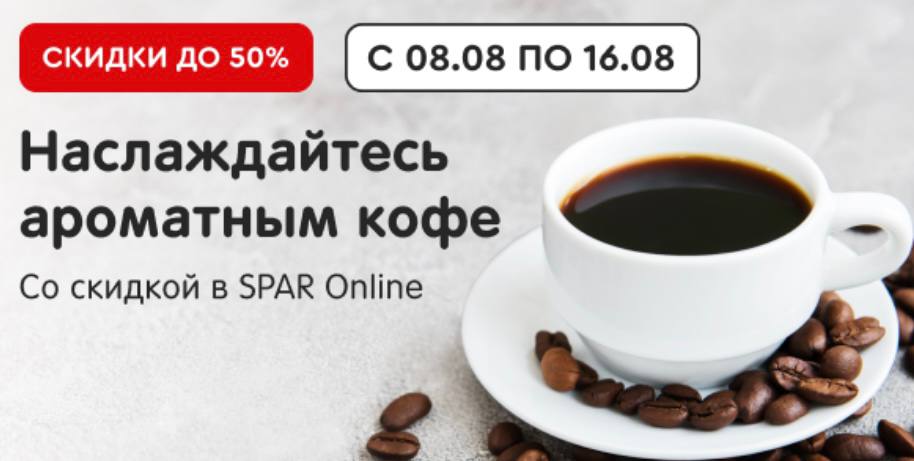 СКИДКИ ДО 50%
С 08.08 ПО 16.08
Наслаждайтесь
ароматным кофе
Со скидкой в SPAR Online